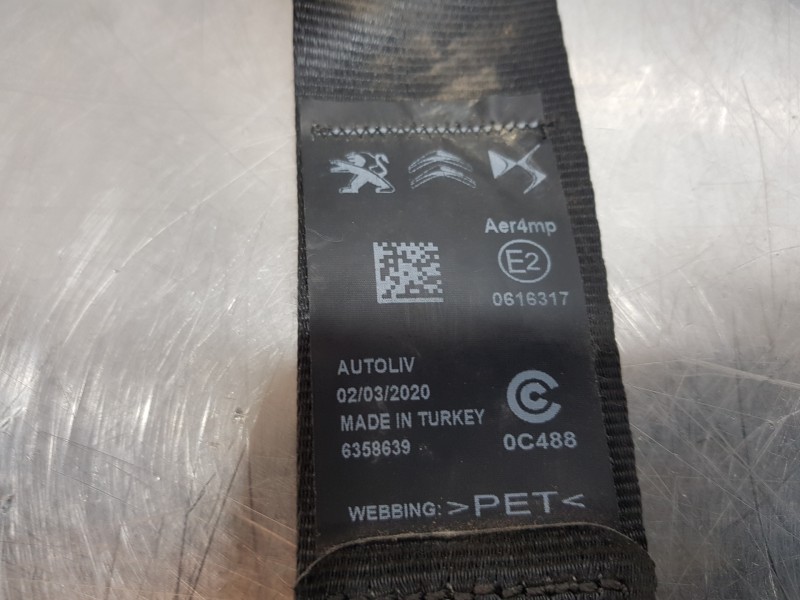 Aer4mp
E2
0616317
AUTOLIV
02/03/2020
MADE IN TURKEY
6358639
0C488
WEBBING: >PET<